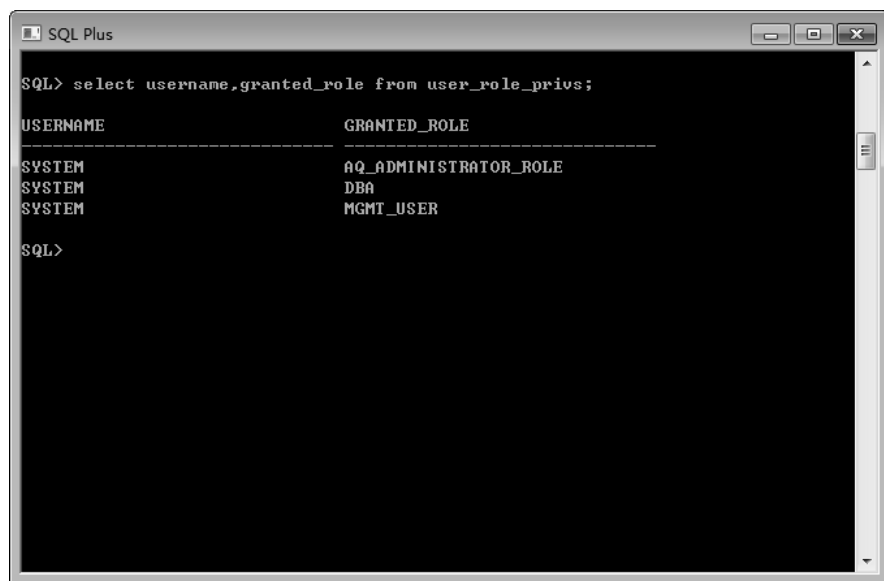 SQL Plus
SQL> select username,granted_role from user_role_privs;
USERNAME GRANTED_ROLE
------------------------------ ------------------------------
SYSTEM AQ_ADMINISTRATOR_ROLE
SYSTEM DBA
SYSTEM MGMT_USER
SQL>